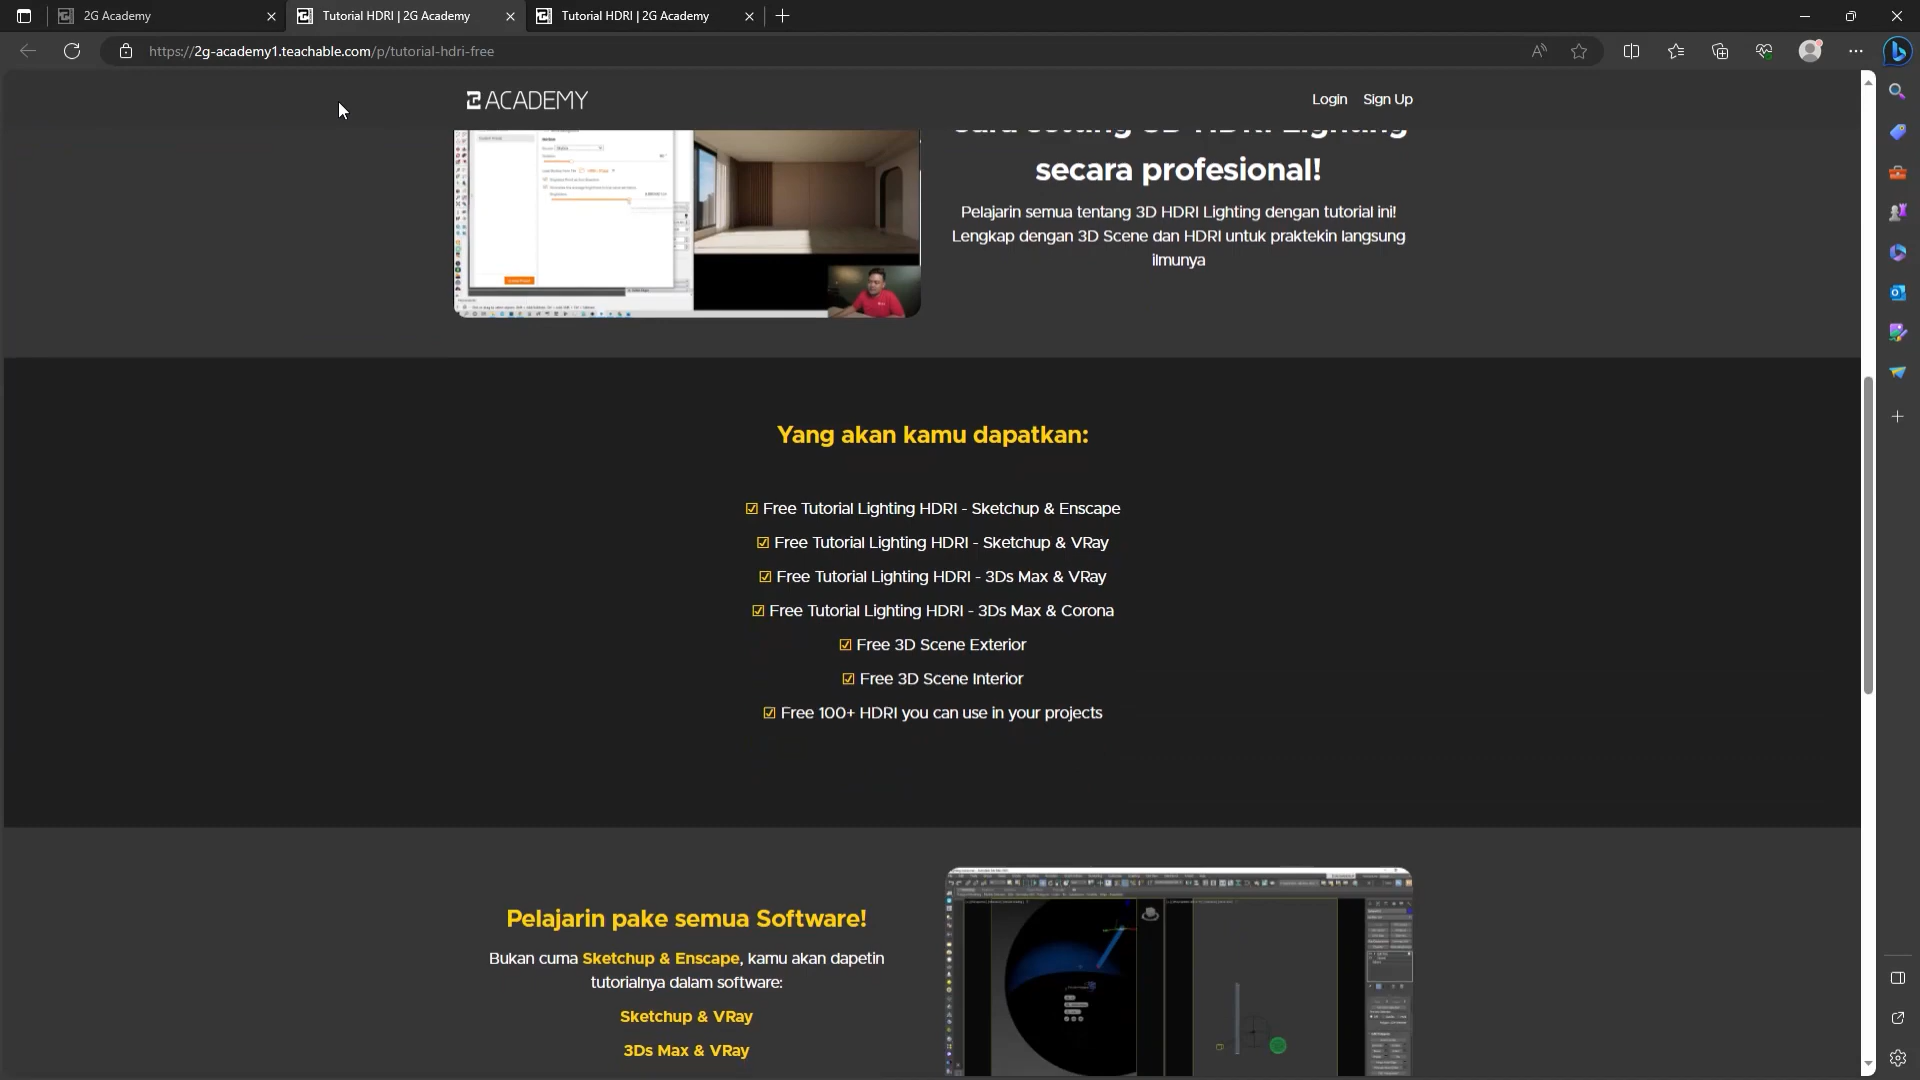 2G Academy
Tutorial HDRI | 2G Academy
Tutorial HDRI | 2G Academy
https://2g-academy1.teachable.com/p/tutorial-hdri-free
ACADEMY
Login
Sign Up
cara setting 3D HDRI Lighting
secara profesional!
Pelajarin semua tentang 3D HDRI Lighting dengan tutorial ini!
Lengkap dengan 3D Scene dan HDRI untuk praktekin langsung
ilmunya
Yang akan kamu dapatkan:
Free Tutorial Lighting HDRI - Sketchup & Enscape
Free Tutorial Lighting HDRI - Sketchup & VRay
Free Tutorial Lighting HDRI - 3Ds Max & VRay
Free Tutorial Lighting HDRI - 3Ds Max & Corona
Free 3D Scene Exterior
Free 3D Scene Interior
Free 100+ HDRI you can use in your projects
Pelajarin pake semua Software!
Bukan cuma Sketchup & Enscape, kamu akan dapetin
tutorialnya dalam software:
Sketchup & VRay
3Ds Max & VRay